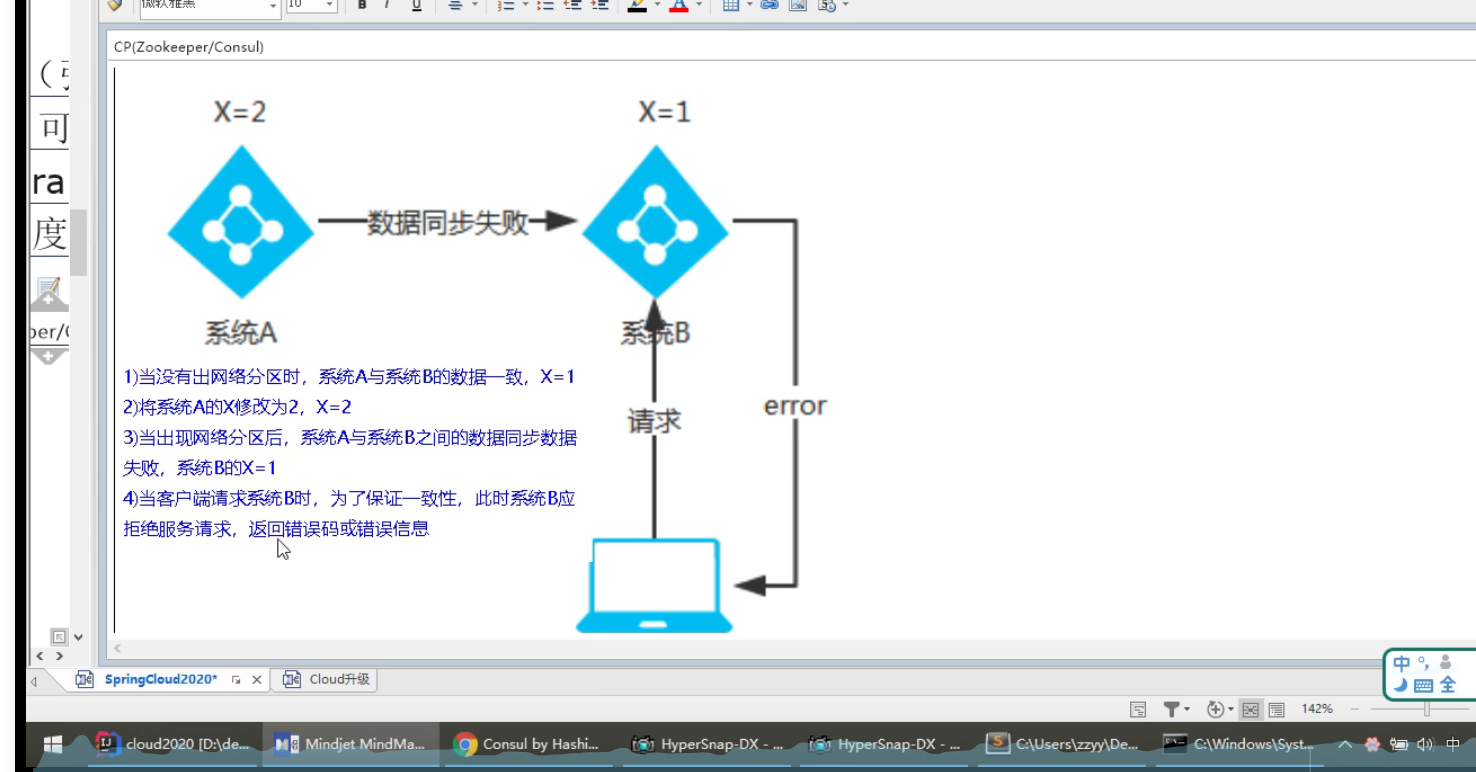 10
B I U
CP(Zookeeper/Consul)
可
ra
度
X=2
X=1
数据同步失败
系统A
系统B
请求
error
1)当没有出网络分区时，系统A与系统B的数据一致，X=1
2)将系统A的X修改为2，X=2
3)当出现网络分区后，系统A与系统B之间的数据同步数据
失败，系统B的X=1
4)当客户端请求系统B时，为了保证一致性，此时系统B应
拒绝服务请求，返回错误码或错误信息
SpringCloud2020*
Cloud升级
中
全
142%
cloud2020 [D:\de...
Mindjet MindMa...
Consul by Hashi...
HyperSnap-DX - ...
HyperSnap-DX - ...
C:\Users\zzyy\De...
C:\Windows\Syst...
中